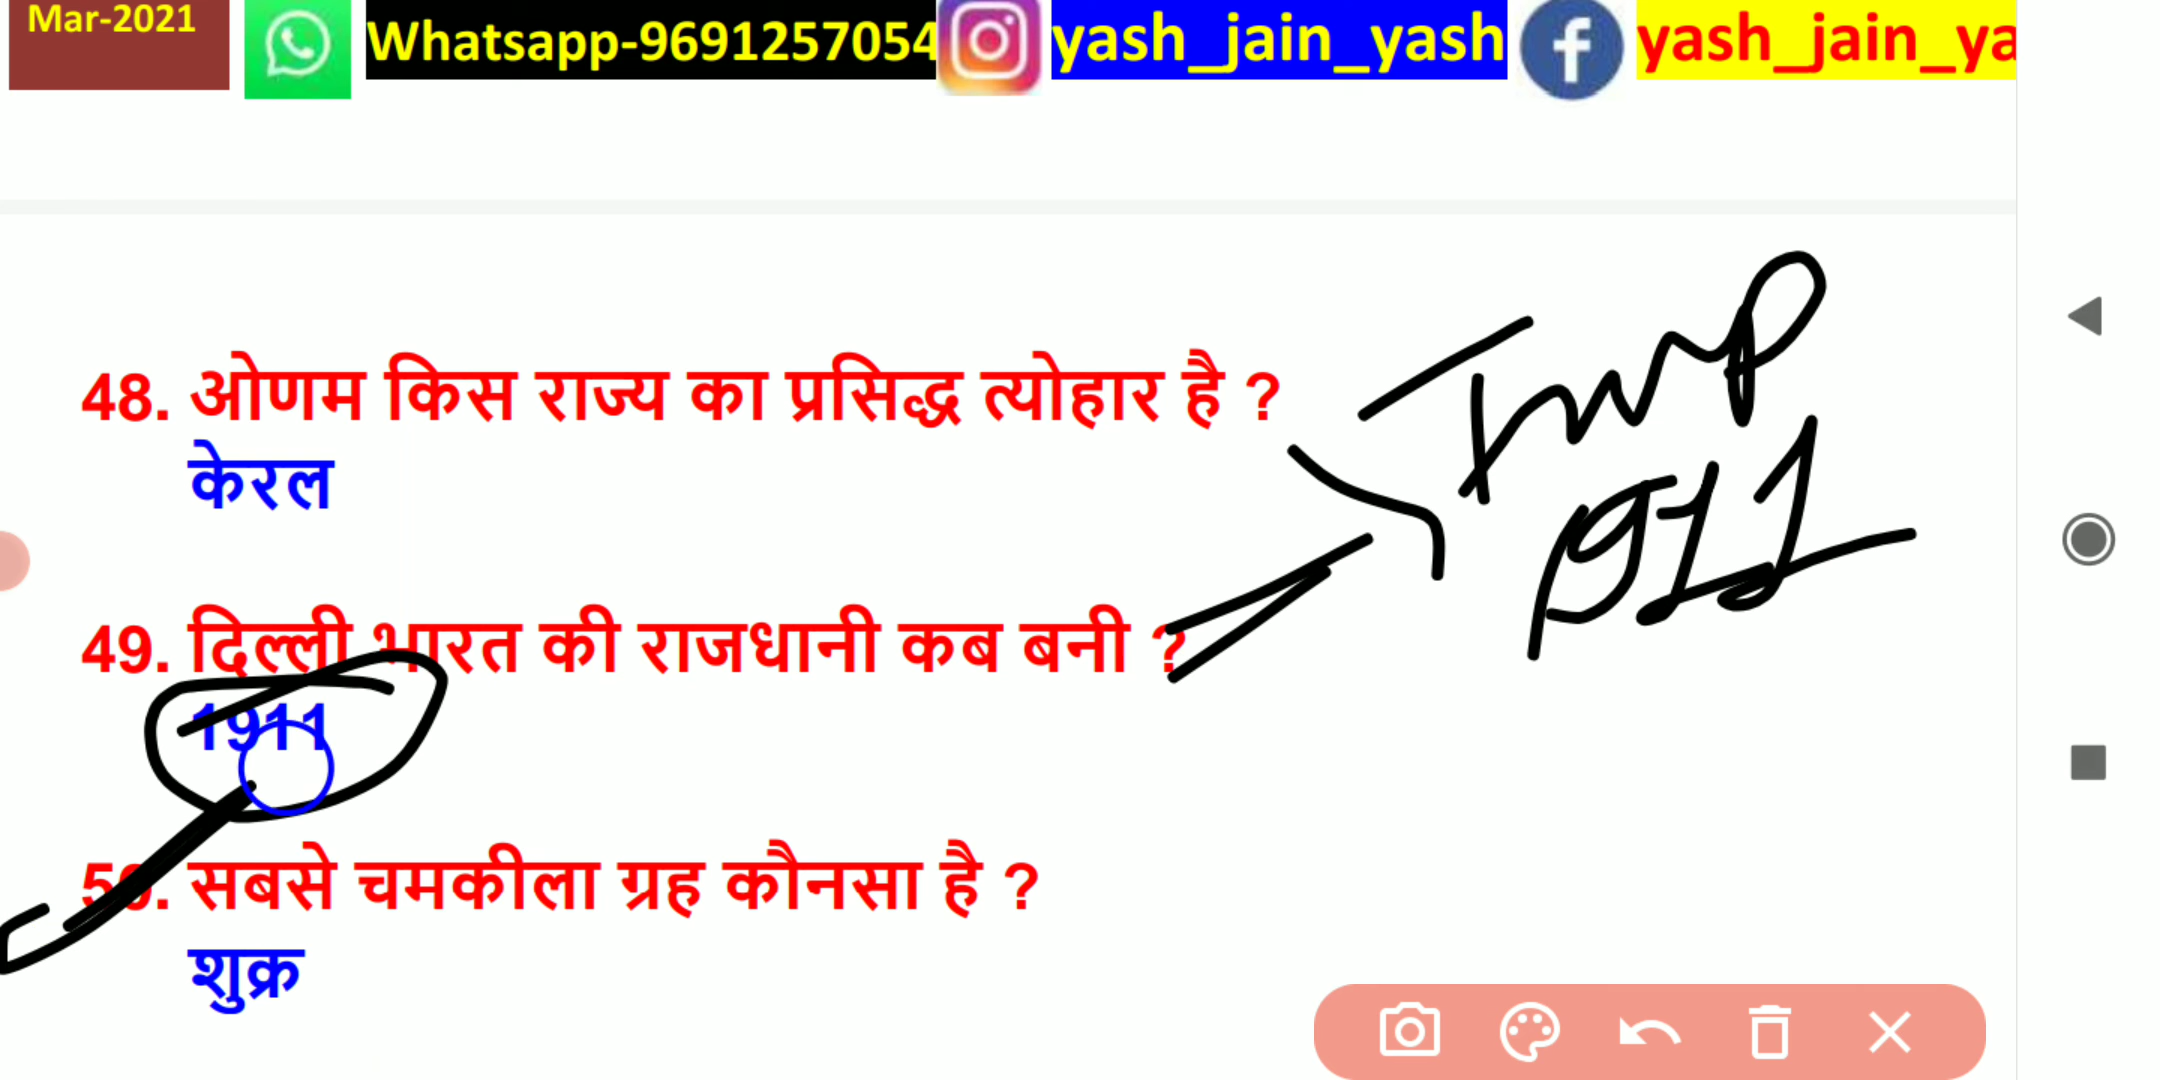 Mar-2021 Whatsapp-9691257054 yash_jain_yash yash_jain_ya
48. ओणम किस राज्य का प्रसिद्ध त्योहार है ?
केरल
Imp
1911
49. दिल्ली भारत की राजधानी कब बनी ?
1911
50. सबसे चमकीला ग्रह कौनसा है ?
शुक्र